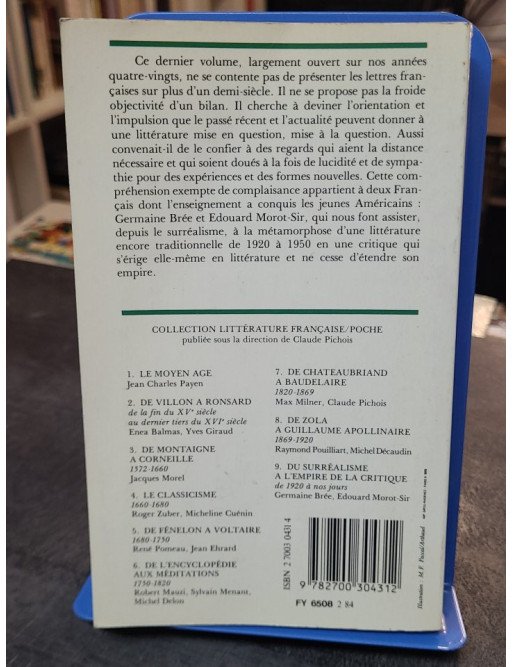 Ce dernier volume, largement ouvert sur nos années
quatre-vingts, ne se contente pas de présenter les lettres fran-
çaises sur plus d'un demi-siècle. Il ne se propose pas la froide
objectivité d'un bilan. Il cherche à deviner l'orientation et
l'impulsion que le passé récent et l'actualité peuvent donner à
une littérature mise en question, mise à la question. Aussi
convenait-il de le confier à des regards qui aient la distance
nécessaire et qui soient doués à la fois de lucidité et de sympa-
thie pour des expériences et des formes nouvelles. Cette com-
préhension exempte de complaisance appartient à deux Fran-
çais dont l'enseignement a conquis les jeunes Américains :
Germaine Brée et Edouard Morot-Sir, qui nous font assister,
depuis le surréalisme, à la métamorphose d'une littérature
encore traditionnelle de 1920 à 1950 en une critique qui
s'érige elle-même en littérature et ne cesse d'étendre son
empire.
COLLECTION LITTÉRATURE FRANÇAISE/POCHE
publiée sous la direction de Claude Pichois
1. LE MOYEN AGE
Jean Charles Payen
2. DE VILLON A RONSARD
de la fin du XVe siècle
au dernier tiers du XVIe siècle
Enea Balmas, Yves Giraud
3. DE MONTAIGNE
A CORNEILLE
1572-1660
Jacques Morel
4. LE CLASSICISME
1660-1680
Roger Zuber, Micheline Cuénin
5. DE FÉNELON A VOLTAIRE
1680-1750
René Pomeau, Jean Ehrard
6. DE L'ENCYCLOPÉDIE
AUX MÉDITATIONS
1750-1820
Robert Mauzi, Sylvain Menant,
Michel Delon
7. DE CHATEAUBRIAND
A BAUDELAIRE
1820-1869
Max Milner, Claude Pichois
8. DE ZOLA
A GUILLAUME APOLLINAIRE
1869-1920
Raymond Pouilliart, Michel Décaudin
9. DU SURRÉALISME
A L'EMPIRE DE LA CRITIQUE
de 1920 à nos jours
Germaine Brée, Edouard Morot-Sir
ISBN 2 7003 0431 4
9 782700 304312
FY 6508 2 84